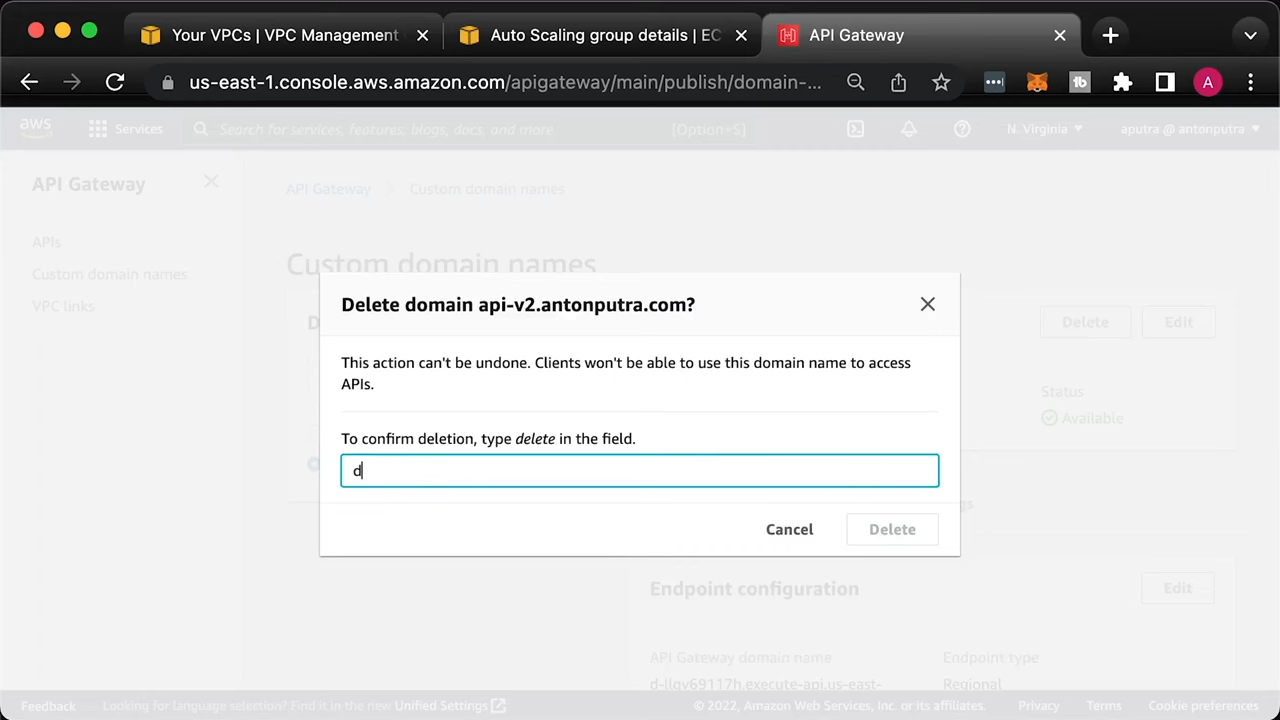 Your VPCs | VPC Management
Auto Scaling group details | EC
API Gateway
us-east-1.console.aws.amazon.com/apigateway/main/publish/domain-...
A
aws
Services
Search for services, features, blogs, docs, and more
[Option+S]
N. Virginia
aputra @ antonputra
API Gateway
APIs
Custom domain names
VPC links
API Gateway
Custom domain names
Custom domain names
D
Delete
Edit
Status
Available
Delete domain api-v2.antonputra.com?
This action can't be undone. Clients won't be able to use this domain name to access
APIs.
To confirm deletion, type delete in the field.
d
Cancel
Delete
Endpoint configuration
Edit
API Gateway domain name
Endpoint type
Regional
Feedback
Looking for language selection? Find it in the new Unified Settings
© 2022, Amazon Web Services, Inc. or its affiliates.
Privacy
Terms
Cookie preferences